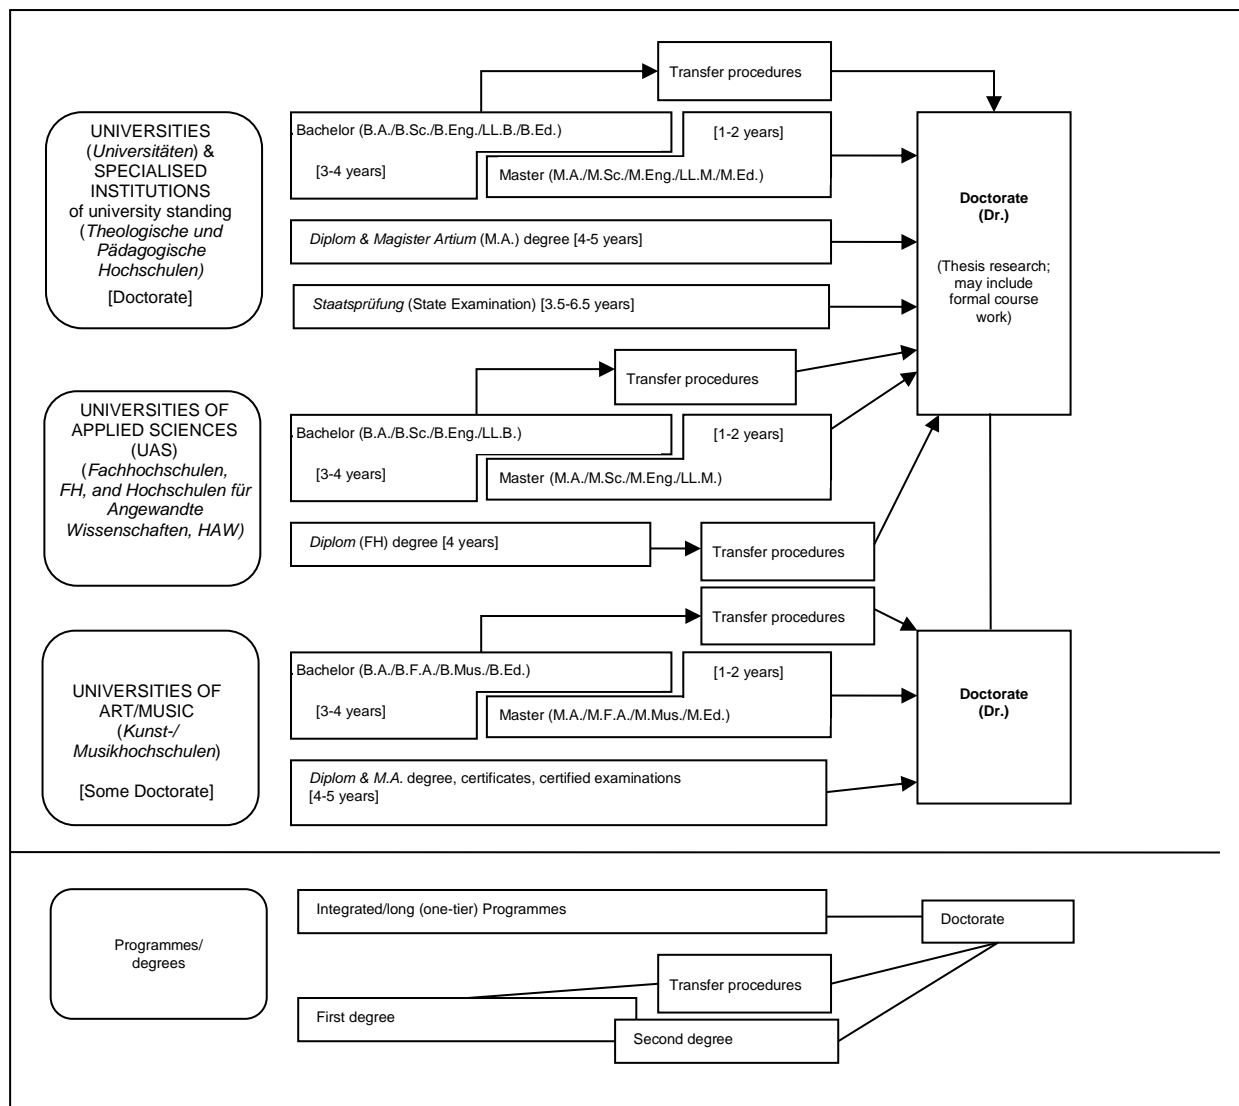 Transfer procedures
UNIVERSITIES
(Universitäten) &
SPECIALISED
INSTITUTIONS
of university standing
(Theologische und
Pädagogische
Hochschulen)
[Doctorate]
. Bachelor (B.A./B.Sc./B.Eng./LL.B./B.Ed.)
[3-4 years]
[1-2 years]
Master (M.A./M.Sc./M.Eng./LL.M./M.Ed.)
Diplom & Magister Artium (M.A.) degree [4-5 years]
Staatsprüfung (State Examination) [3.5-6.5 years]
Doctorate
(Dr.)
(Thesis research;
may include
formal course
work)
Transfer procedures
UNIVERSITIES OF
APPLIED SCIENCES
(UAS)
(Fachhochschulen,
FH, and Hochschulen für
Angewandte
Wissenschaften, HAW)
. Bachelor (B.A./B.Sc./B.Eng./LL.B.)
[3-4 years]
[1-2 years]
Master (M.A./M.Sc./M.Eng./LL.M.)
Diplom (FH) degree [4 years]
Transfer procedures
Transfer procedures
UNIVERSITIES OF
ART/MUSIC
(Kunst-/
Musikhochschulen)
[Some Doctorate]
. Bachelor (B.A./B.F.A./B.Mus./B.Ed.)
[3-4 years]
[1-2 years]
Master (M.A./M.F.A./M.Mus./M.Ed.)
Diplom & M.A. degree, certificates, certified examinations
[4-5 years]
Doctorate
(Dr.)
Programmes/
degrees
Integrated/long (one-tier) Programmes
Doctorate
Transfer procedures
First degree
Second degree